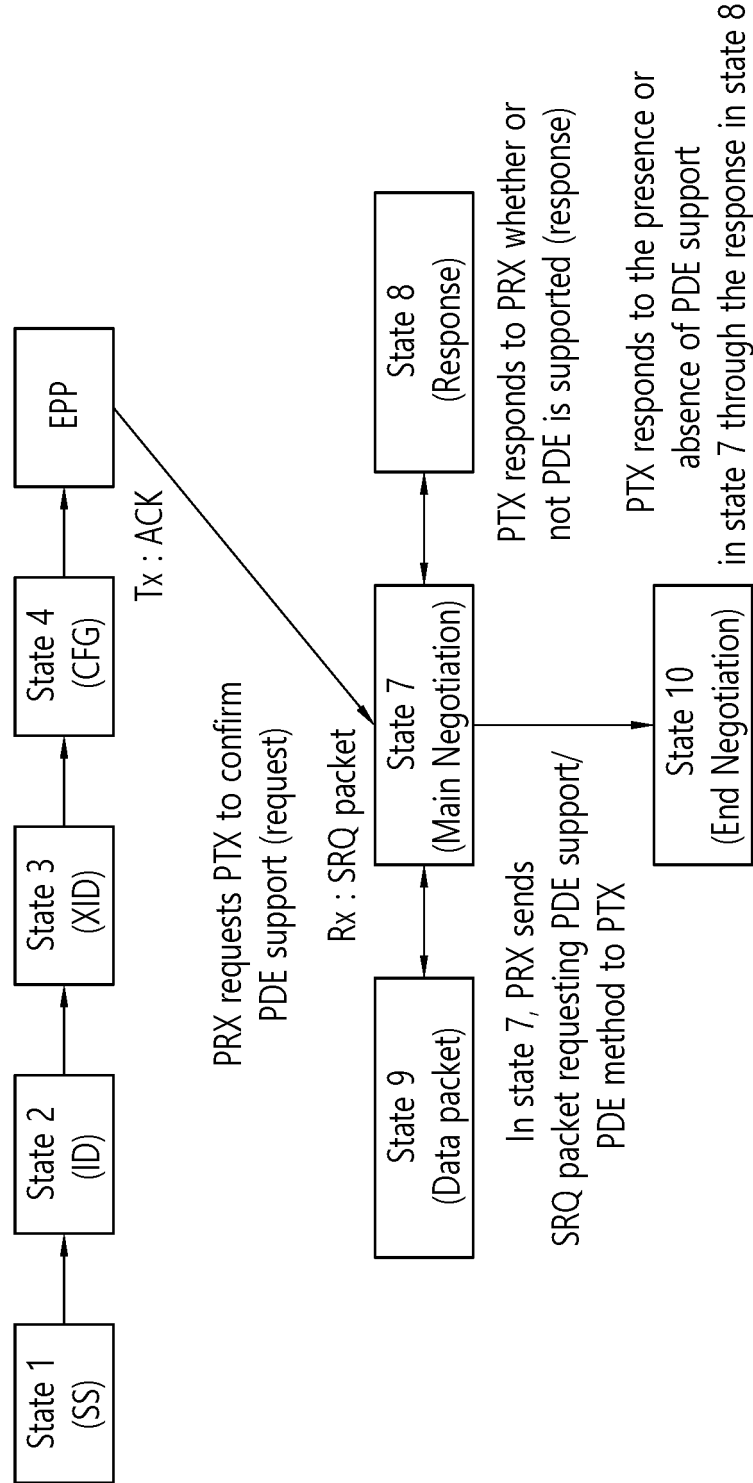 State 1
(SS)
State 2
(ID)
State 3
(XID)
State 4
(CFG)
EPP
Tx : ACK
PRX requests PTX to confirm
PDE support (request)
Rx : SRQ packet
State 9
(Data packet)
State 7
(Main Negotiation)
State 8
(Response)
In state 7, PRX sends
SRQ packet requesting PDE support/
PDE method to PTX
PTX responds to PRX whether or
not PDE is supported (response)
State 10
(End Negotiation)
PTX responds to the presence or
absence of PDE support
in state 7 through the response in state 8